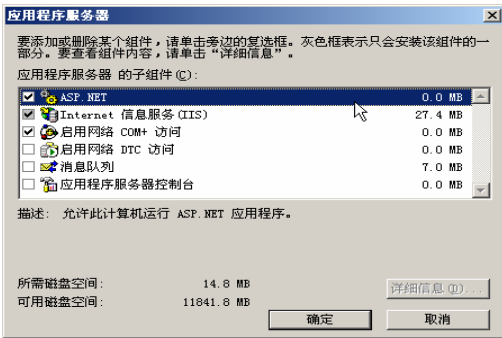 应用程序服务器
要添加或删除某个组件，请单击旁边的复选框。灰色框表示只会安装该组件的一
部分。要查看组件内容，请单击“详细信息”。
应用程序服务器 的子组件(C):
ASP.NET 0.0 MB
Internet 信息服务(IIS) 27.4 MB
启用网络 COM+ 访问 0.0 MB
启用网络 DTC 访问 0.0 MB
消息队列 7.0 MB
应用程序服务器控制台 0.0 MB
描述: 允许此计算机运行 ASP.NET 应用程序。
所需磁盘空间: 14.8 MB
详细信息(D)...
可用磁盘空间: 11841.8 MB
确定 取消